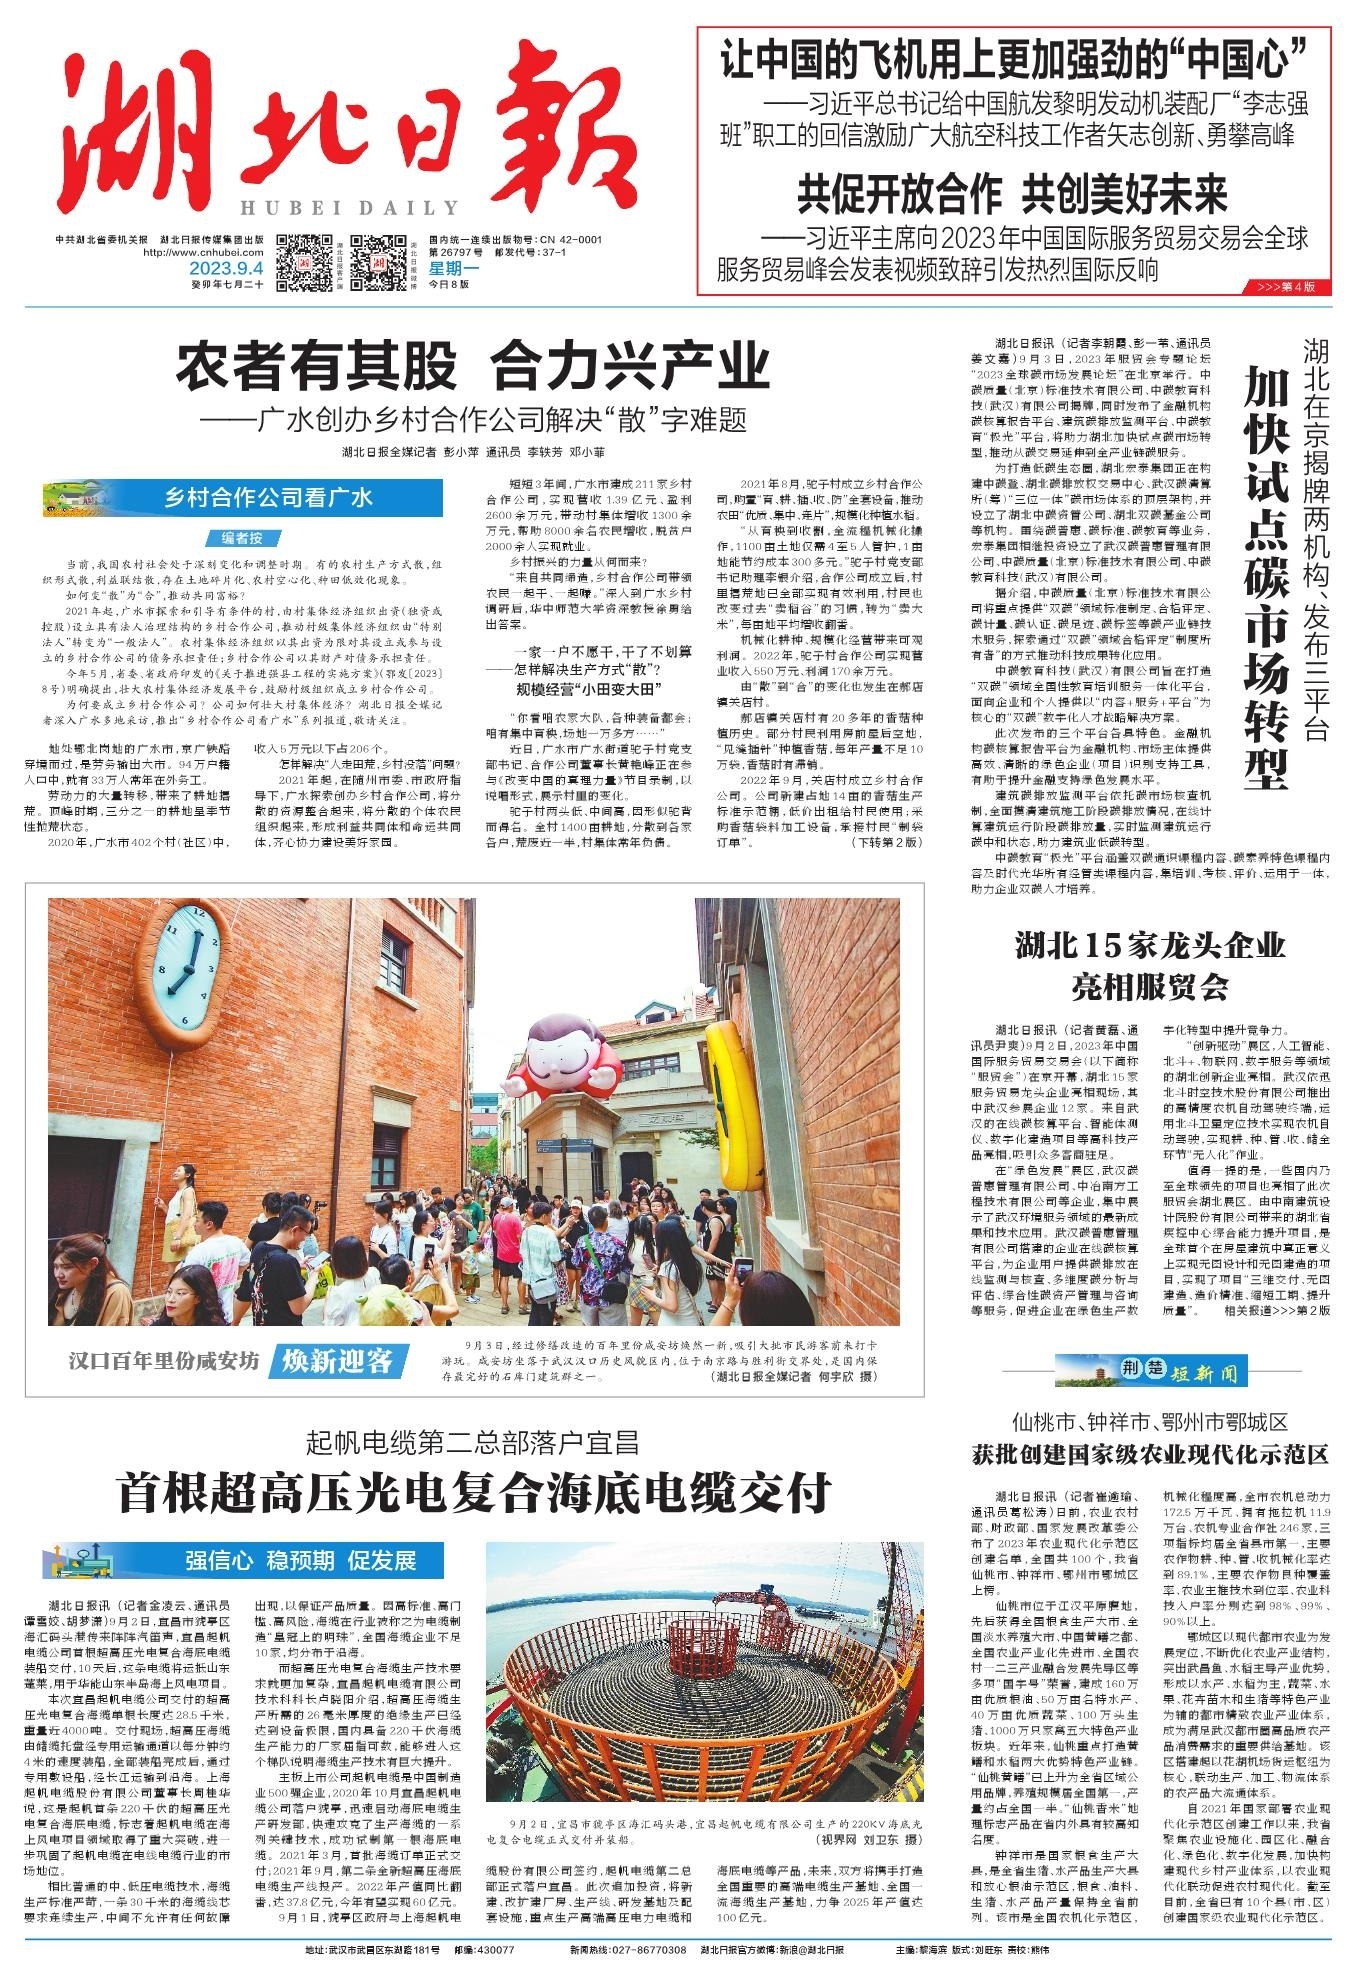 湖北日報
HUBEI DAILY
中共湖北省委机关报 湖北日报传媒集团出版
http://www.cnhubei.com
2023.9.4
癸卯年七月二十
湖北日报客户端
湖北日报微博
国内统一连续出版物号:CN 42-0001
第26797号 邮发代号:37-1
星期一
今日8版
让中国的飞机用上更加强劲的“中国心”
——习近平总书记给中国航发黎明发动机装配厂“李志强
班”职工的回信激励广大航空科技工作者矢志创新、勇攀高峰
共促开放合作 共创美好未来
——习近平主席向2023年中国国际服务贸易交易会全球
服务贸易峰会发表视频致辞引发热烈国际反响
>>>第4版
农者有其股 合力兴产业
——广水创办乡村合作公司解决“散”字难题
湖北日报全媒记者 彭小萍 通讯员 李轶芳 邓小菲
乡村合作公司看广水
编者按
当前,我国农村社会处于深刻变化和调整时期。有的农村生产方式散,组
织形式散,利益联结散,存在土地碎片化、农村空心化、种田低效化现象。
如何变“散”为“合”,推动共同富裕?
2021年起,广水市探索和引导有条件的村,由村集体经济组织出资(独资或
控股)设立具有法人治理结构的乡村合作公司,推动村级集体经济组织由“特别
法人”转变为“一般法人”。农村集体经济组织以其出资为限对其设立或参与设
立的乡村合作公司的债务承担责任;乡村合作公司以其财产对债务承担责任。
今年5月,省委、省政府印发的《关于推进强县工程的实施方案》(鄂发[2023]
8号)明确提出,壮大农村集体经济发展平台,鼓励村级组织成立乡村合作公司。
为何要成立乡村合作公司?公司如何壮大村集体经济?湖北日报全媒记
者深入广水多地采访,推出“乡村合作公司看广水”系列报道,敬请关注。
地处鄂北岗地的广水市,京广铁路
穿境而过,是劳务输出大市。94万户籍
人口中,就有33万人常年在外务工。
劳动力的大量转移,带来了耕地撂
荒。顶峰时期,三分之一的耕地呈季节
性抛荒状态。
2020年,广水市402个村(社区)中,
收入5万元以下占206个。
怎样解决“人走田荒,乡村没落”问题?
2021年起,在随州市委、市政府指
导下,广水探索创办乡村合作公司,将分
散的资源整合起来,将分散的个体农民
组织起来,形成利益共同体和命运共同
体,齐心协力建设美好家园。
短短3年间,广水市建成211家乡村
合作公司,实现营收1.39亿元、盈利
2600余万元,带动村集体增收1300余
万元,帮助8000余名农民增收,脱贫户
2000余人实现就业。
乡村振兴的力量从何而来?
“来自共同缔造,乡村合作公司带领
农民一起干、一起赚。”深入到广水乡村
调研后,华中师范大学资深教授徐勇给
出答案。
一家一户不愿干,干了不划算
——怎样解决生产方式“散”?
规模经营“小田变大田”
“你看咱农家大队,各种装备都会;
咱有集中育秧,场地一万多方……”
近日,广水市广水街道驼子村党支
部书记、合作公司董事长黄艳峰正在参
与《改变中国的真理力量》节目录制,以
说唱形式,展示村里的变化。
驼子村两头低、中间高,因形似驼背
而得名。全村1400亩耕地,分散到各家
各户,荒废近一半,村集体常年负债。
2021年8月,驼子村成立乡村合作公
司,购置“育、耕、插、收、防”全套设备,推动
农田“优质、集中、连片”,规模化种植水稻。
“从育秧到收割,全流程机械化操
作,1100亩土地仅需4至5人管护,1亩
地能节约成本300多元。”驼子村党支部
书记助理李银介绍,合作公司成立后,村
里撂荒地已全部实现有效利用,村民也
改变过去“卖稻谷”的习惯,转为“卖大
米”,每亩地平均增收翻番。
机械化耕种、规模化经营带来可观
利润。2022年,驼子村合作公司实现营
业收入650万元、利润170余万元。
由“散”到“合”的变化也发生在郝店
镇关店村。
郝店镇关店村有20多年的香菇种
植历史。部分村民利用房前屋后空地,
“见缝插针”种植香菇,每年产量不足10
万袋,香菇时有滞销。
2022年9月,关店村成立乡村合作
公司。公司新建占地14亩的香菇生产
标准示范棚,低价出租给村民使用;采
购香菇袋料加工设备,承接村民“制袋
订单”。 (下转第2版)
湖北在京揭牌两机构、发布三平台
加快试点碳市场转型
湖北日报讯(记者李朝霞、彭一苇、通讯员
姜文嘉)9月3日,2023年服贸会专题论坛
“2023全球碳市场发展论坛”在北京举行。中
碳质量(北京)标准技术有限公司、中碳教育科
技(武汉)有限公司揭牌,同时发布了金融机构
碳核算报告平台、建筑碳排放监测平台、中碳教
育“极光”平台,将助力湖北加快试点碳市场转
型,推动从碳交易延伸到全产业链碳服务。
为打造低碳生态圈,湖北宏泰集团正在构
建中碳登、湖北碳排放权交易中心、武汉碳清算
所(筹)“三位一体”碳市场体系的顶层架构,并
设立了湖北中碳资管公司、湖北双碳基金公司
等机构。围绕碳普惠、碳标准、碳教育等业务,
宏泰集团相继投资设立了武汉碳普惠管理有限
公司、中碳质量(北京)标准技术有限公司、中碳
教育科技(武汉)有限公司。
据介绍,中碳质量(北京)标准技术有限公
司将重点提供“双碳”领域标准制定、合格评定、
碳计量、碳认证、碳足迹、碳标签等碳产业链技
术服务,探索通过“双碳”领域合格评定“制度所
有者”的方式推动科技成果转化应用。
中碳教育科技(武汉)有限公司旨在打造
“双碳”领域全国性教育培训服务一体化平台,
面向企业和个人提供以“内容+服务+平台”为
核心的“双碳”数字化人才战略解决方案。
此次发布的三个平台各具特色。金融机
构碳核算报告平台为金融机构、市场主体提供
高效、清晰的绿色企业(项目)识别支持工具,
有助于提升金融支持绿色发展水平。
建筑碳排放监测平台依托碳市场核查机
制,全面摸清建筑施工阶段碳排放情况,在线计
算建筑运行阶段碳排放量,实时监测建筑运行
碳中和状态,助力建筑业低碳转型。
中碳教育“极光”平台涵盖双碳通识课程内容、碳素养特色课程内
容及时代光华所有经管类课程内容,集培训、考核、评价、运用于一体,
助力企业双碳人才培养。
湖北15家龙头企业
亮相服贸会
湖北日报讯(记者黄磊、通
讯员尹爽)9月2日,2023年中国
国际服务贸易交易会(以下简称
“服贸会”)在京开幕,湖北15家
服务贸易龙头企业亮相现场,其
中武汉参展企业12家。来自武
汉的在线碳核算平台、智能体测
仪、数字化建造项目等高科技产
品亮相,吸引众多客商驻足。
在“绿色发展”展区,武汉碳
普惠管理有限公司、中冶南方工
程技术有限公司等企业,集中展
示了武汉环境服务领域的最新成
果和技术应用。武汉碳普惠管理
有限公司搭建的企业在线碳核算
平台,为企业用户提供碳排放在
线监测与核查、多维度碳分析与
评估、综合性碳资产管理与咨询
等服务,促进企业在绿色生产数
字化转型中提升竞争力。
“创新驱动”展区,人工智能、
北斗+、物联网、数字服务等领域
的湖北创新企业亮相。武汉依迅
北斗时空技术股份有限公司推出
的高精度农机自动驾驶终端,运
用北斗卫星定位技术实现农机自
动驾驶,实现耕、种、管、收、储全
环节“无人化”作业。
值得一提的是,一些国内乃
至全球领先的项目也亮相了此次
服贸会湖北展区。由中南建筑设
计院股份有限公司带来的湖北省
疾控中心综合能力提升项目,是
全球首个在房屋建筑中真正意义
上实现无图设计和无图建造的项
目,实现了项目“三维交付、无图
建造、造价精准、缩短工期、提升
质量”。 相关报道>>>第2版
汉口百年里份咸安坊 焕新迎客
9月3日,经过修缮改造的百年里份咸安坊焕然一新,吸引大批市民游客前来打卡
游玩。咸安坊坐落于武汉汉口历史风貌区内,位于南京路与胜利街交界处,是国内保
存最完好的石库门建筑群之一。 (湖北日报全媒记者 何宇欣 摄)
荆楚短新闻
仙桃市、钟祥市、鄂州市鄂城区
获批创建国家级农业现代化示范区
湖北日报讯(记者崔逾瑜、
通讯员葛松涛)日前,农业农村
部、财政部、国家发展改革委公
布了2023年农业现代化示范区
创建名单,全国共100个,我省
仙桃市、钟祥市、鄂州市鄂城区
上榜。
仙桃市位于江汉平原腹地,
先后获得全国粮食生产大市、全
国淡水养殖大市、中国黄鳝之都、
全国农业产业化先进市、全国农
村一二三产业融合发展先导区等
多项“国字号”荣誉,建成160万
亩优质粮油、50万亩名特水产、
40万亩优质蔬菜、100万头生
猪、1000万只家禽五大特色产业
板块。近年来,仙桃重点打造黄
鳝和水稻两大优势特色产业链。
“仙桃黄鳝”已上升为全省区域公
用品牌,养殖规模居全国第一,产
量约占全国一半。“仙桃香米”地
理标志产品在省内外具有较高知
名度。
钟祥市是国家粮食生产大
县,是全省生猪、水产品生产大县
和放心粮油示范区,粮食、油料、
生猪、水产品产量保持全省前
列。该市是全国农机化示范区,
机械化程度高,全市农机总动力
172.5万千瓦、拥有拖拉机11.9
万台、农机专业合作社246家,三
项指标均居全省县市第一,主要
农作物耕、种、管、收机械化率达
到89.1%,主要农作物良种覆盖
率、农业主推技术到位率、农业科
技入户率分别达到98%、99%、
90%以上。
鄂城区以现代都市农业为发
展定位,不断优化农业产业结构,
突出武昌鱼、水稻主导产业优势,
形成以水产、水稻为主,蔬菜、水
果、花卉苗木和生猪等特色产业
为辅的都市精致农业产业体系,
成为满足武汉都市圈高品质农产
品消费需求的重要供给基地。该
区搭建起以花湖机场货运枢纽为
核心,联动生产、加工、物流体系
的农产品大流通体系。
自2021年国家部署农业现
代化示范区创建工作以来,我省
聚焦农业设施化、园区化、融合
化、绿色化、数字化发展,加快构
建现代乡村产业体系,以农业现
代化联动促进农村现代化。截至
目前,全省已有10个县(市、区)
创建国家级农业现代化示范区。
起帆电缆第二总部落户宜昌
首根超高压光电复合海底电缆交付
强信心 稳预期 促发展
湖北日报讯(记者金凌云、通讯员
谭雪姣、胡梦潇)9月2日,宜昌市猇亭区
海汇码头潜传来阵阵汽笛声,宜昌起帆
电缆公司首根超高压光电复合海底电缆
装船交付,10天后,这条电缆将运抵山东
蓬莱,用于华能山东半岛海上风电项目。
本次宜昌起帆电缆公司交付的超高
压光电复合海缆单根长度达28.5千米,
重量近4000吨。交付现场,超高压海缆
由储缆托盘经专用运输通道以每分钟约
4米的速度装船,全部装船完成后,通过
专用敷设船,经长江运输到沿海。上海
起帆电缆股份有限公司董事长周桂华
说,这是起帆首条220千伏的超高压光
电复合海底电缆,标志着起帆电缆在海
上风电项目领域取得了重大突破,进一
步巩固了起帆电缆在电线电缆行业的市
场地位。
相比普通的中、低压电缆技术,海缆
生产标准严苛,一条30千米的海缆线芯
要求连续生产,中间不允许有任何故障
出现,以保证产品质量。因高标准、高门
槛、高风险,海缆在行业被称之为电缆制
造“皇冠上的明珠”,全国海缆企业不足
10家,均分布于沿海。
而超高压光电复合海缆生产技术要
求就更加复杂,宜昌起帆电缆有限公司
技术科科长卢晓阳介绍,超高压海缆生
产所需的26毫米厚度的绝缘生产已经
达到设备极限,国内具备220千伏海缆
生产能力的厂家屈指可数,能够进入这
个梯队说明海缆生产技术有巨大提升。
主板上市公司起帆电缆是中国制造
业500强企业,2020年10月宜昌起帆电
缆公司落户猇亭,迅速启动海底电缆生
产研发部,快速攻克了生产海缆的一系
列关键技术,成功试制第一根海底电
缆。2021年3月,首批海缆订单正式交
付;2021年9月,第二条全新超高压海底
电缆生产线投产。2022年产值同比翻
番,达37.8亿元,今年有望实现60亿元。
9月1日,猇亭区政府与上海起帆电
9月2日,宜昌市猇亭区海汇码头港,宜昌起帆电缆有限公司生产的220KV海底光
电复合电缆正式交付并装船。 (视界网 刘卫东 摄)
缆股份有限公司签约,起帆电缆第二总
部正式落户宜昌。此次追加投资,将新
建、改扩建厂房、生产线、研发基地及配
套设施,重点生产高端高压电力电缆和
海底电缆等产品,未来,双方将携手打造
全国重要的高端电缆生产基地、全国一
流海缆生产基地,力争2025年产值达
100亿元。
地址:武汉市武昌区东湖路181号 邮编:430077 新闻热线:027-86770308 湖北日报官方微博:新浪@湖北日报 主编:黎海滨 版式:刘旺东 责校:熊伟